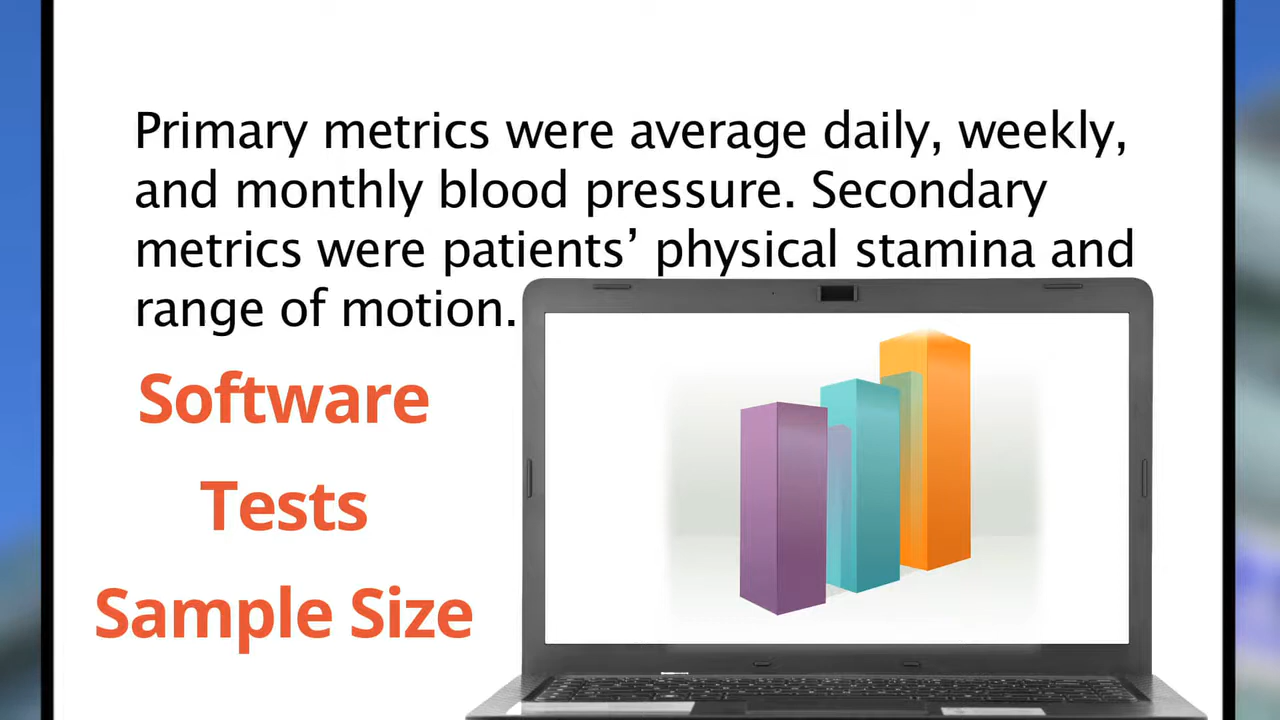 Primary metrics were average daily, weekly,
and monthly blood pressure. Secondary
metrics were patients’ physical stamina and
range of motion.
Software
Tests
Sample Size